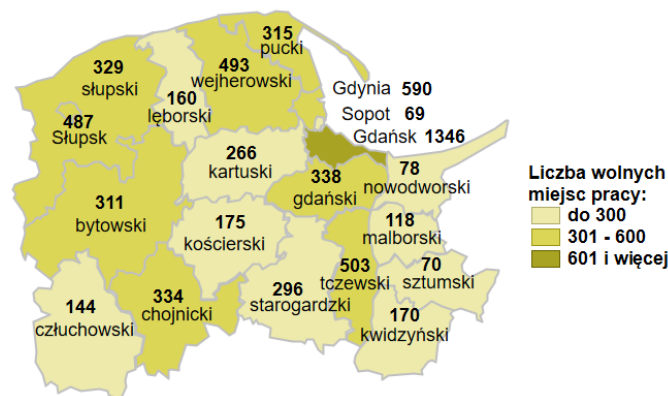 315
pucki
329
słupski
493
wejherowski
160
lęborski
Gdynia 590
Sopot 69
Gdańsk 1346
487
Słupsk
266
kartuski
338
gdański
78
nowodworski
311
bytowski
175
kościerski
118
malborski
503
tczewski
70
sztumski
144
człuchowski
334
chojnicki
296
starogardzki
170
kwidzyński
Liczba wolnych
miejsc pracy:
do 300
301 - 600
601 i więcej